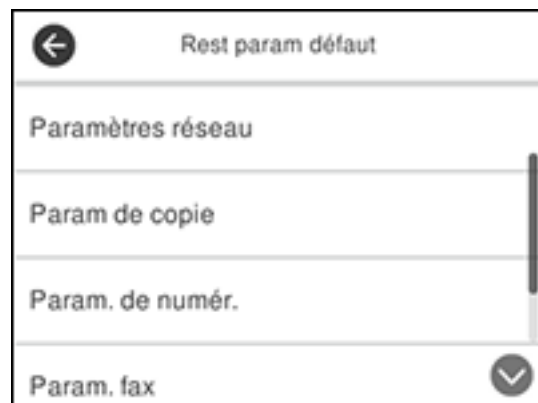 Rest param défaut
Paramètres réseau
Param de copie
Param. de numér.
Param. fax